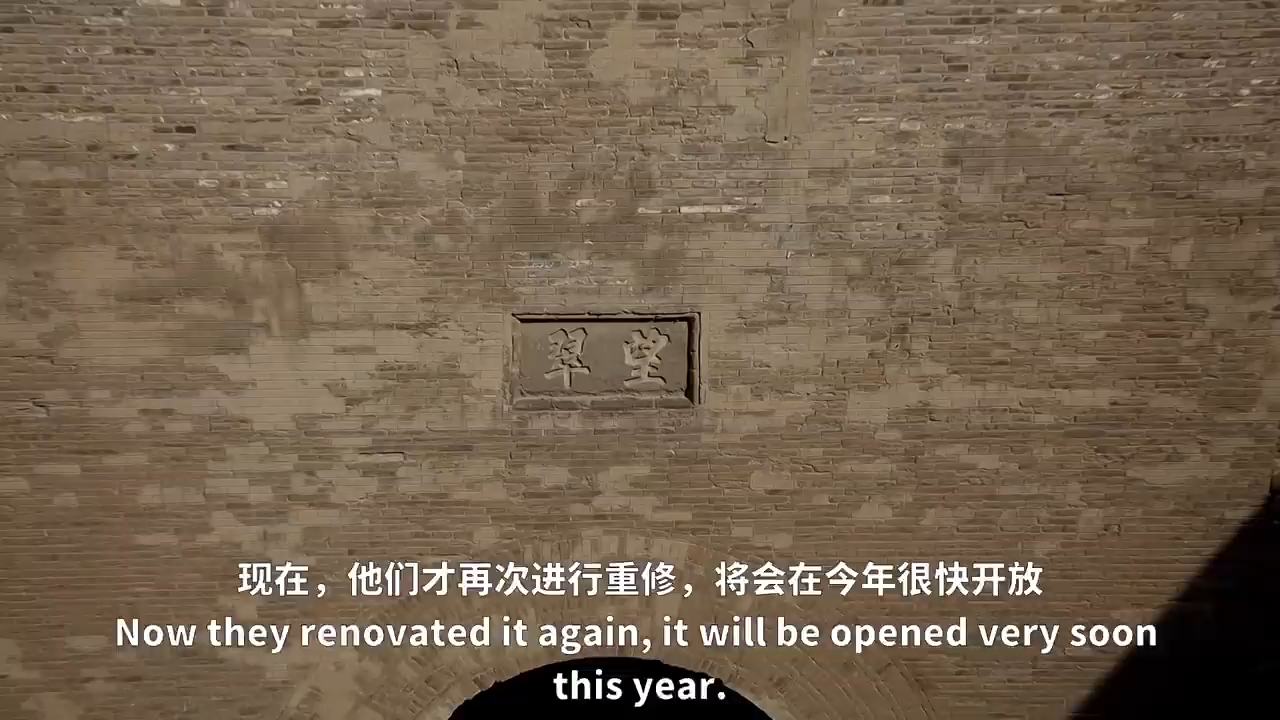 翠望
现在，他们才再次进行重修，将会在今年很快开放
Now they renovated it again, it will be opened very soon
this year.